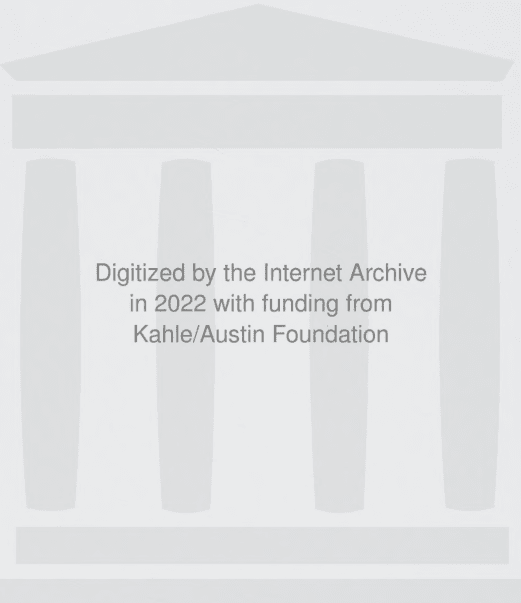 Digitized by the Internet Archive
in 2022 with funding from
Kahle/Austin Foundation